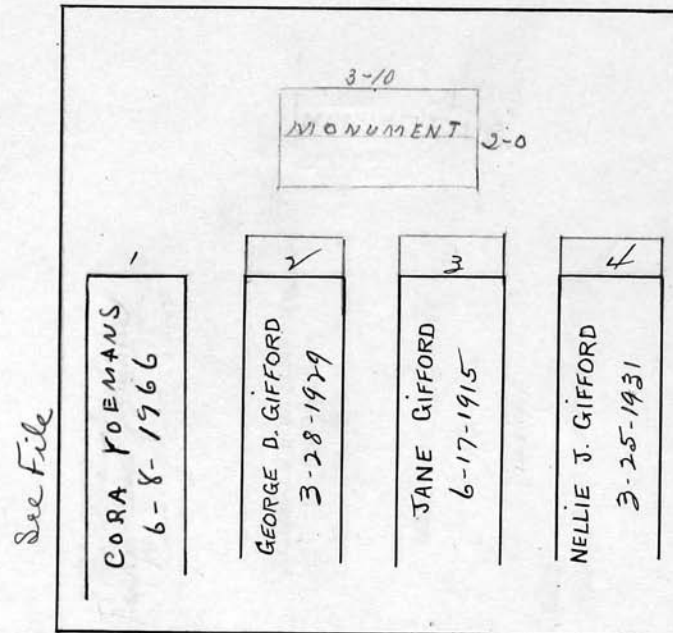 3-10
MONUMENT
2-0
1
2
3
4
CORA YOEMANS
6-8-1966
GEORGE D. GIFFORD
3-28-1929
JANE GIFFORD
6-17-1915
NELLIE J. GIFFORD
3-25-1931
See File